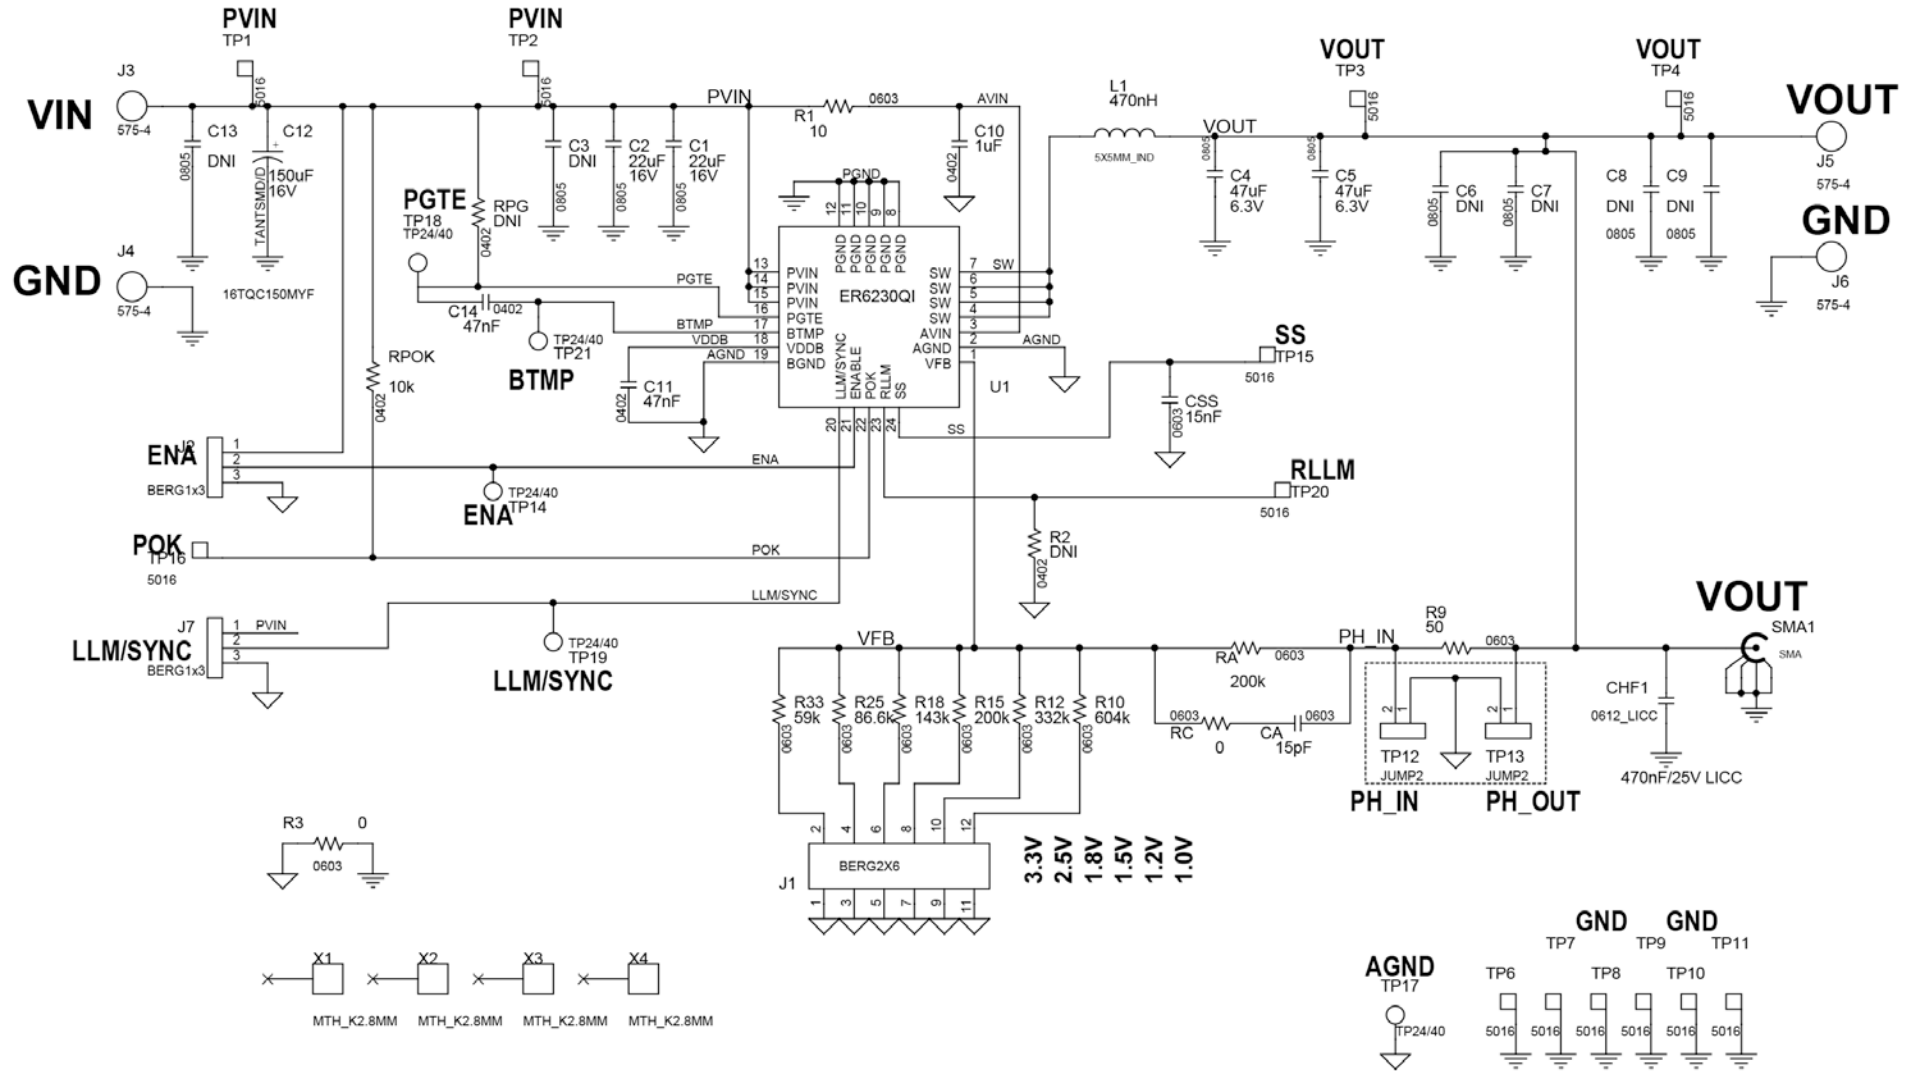 PVIN
TP1
5016
PVIN
TP2
5016
J3
VIN
575-4
C13
DNI
0805
C12
+
150uF
16V
TANTSMD/D
16TQC150MYF
J4
GND
575-4
PGTE
TP18
TP24/40
RPG
DNI
0402
C3
DNI
0805
C2
22uF
16V
0805
C1
22uF
16V
0805
PVIN
R1
10
0603
AVIN
C10
1uF
0402
PGND
12
11
10
9
8
PGND
PGND
PGND
PGND
PGND
ER6230QI
U1
13
PVIN
14
PVIN
15
PVIN
PGTE
16
PGTE
BTMP
17
BTMP
VDDB
18
VDDB
AGND
19
BGND
7
SW
SW
6
SW
5
SW
4
SW
3
AVIN
2
AGND
AGND
1
VFB
LLM/SYNC
ENABLE
POK
RLLM
SS
20
21
22
23
24
C14
47nF
0402
TP24/40
TP21
BTMP
C11
47nF
0402
RPOK
10k
0402
L1
470nH
5X5MM_IND
VOUT
0805
C4
47uF
6.3V
0805
C5
47uF
6.3V
VOUT
TP3
5016
VOUT
TP4
5016
C6
DNI
0805
C7
DNI
0805
C8
DNI
0805
C9
DNI
0805
VOUT
J5
575-4
GND
J6
575-4
SS
TP15
5016
SS
CSS
15nF
0603
RLLM
TP20
5016
R2
DNI
0402
J2
ENA
1
2
3
BERG1x3
ENA
TP24/40
TP14
ENA
POK
TP16
5016
POK
J7
LLM/SYNC
BERG1x3
1
PVIN
2
3
LLM/SYNC
TP24/40
TP19
LLM/SYNC
VFB
R33
59k
0603
R25
86.6k
0603
R18
143k
0603
R15
200k
0603
R12
332k
0603
R10
604k
0603
RA
0603
200k
0603
RC
0
0603
CA
15pF
PH_IN
R9
50
0603
2
1
TP12
JUMP2
PH_IN
2
1
TP13
JUMP2
PH_OUT
VOUT
SMA1
SMA
CHF1
0612_LICC
470nF/25V LICC
2
4
6
8
10
12
BERG2X6
J1
1
3
5
7
9
11
3.3V
2.5V
1.8V
1.5V
1.2V
1.0V
R3
0
0603
X1
MTH_K2.8MM
X2
MTH_K2.8MM
X3
MTH_K2.8MM
X4
MTH_K2.8MM
AGND
TP17
TP24/40
GND
GND
TP7
TP9
TP11
TP6
TP8
TP10
5016
5016
5016
5016
5016
5016